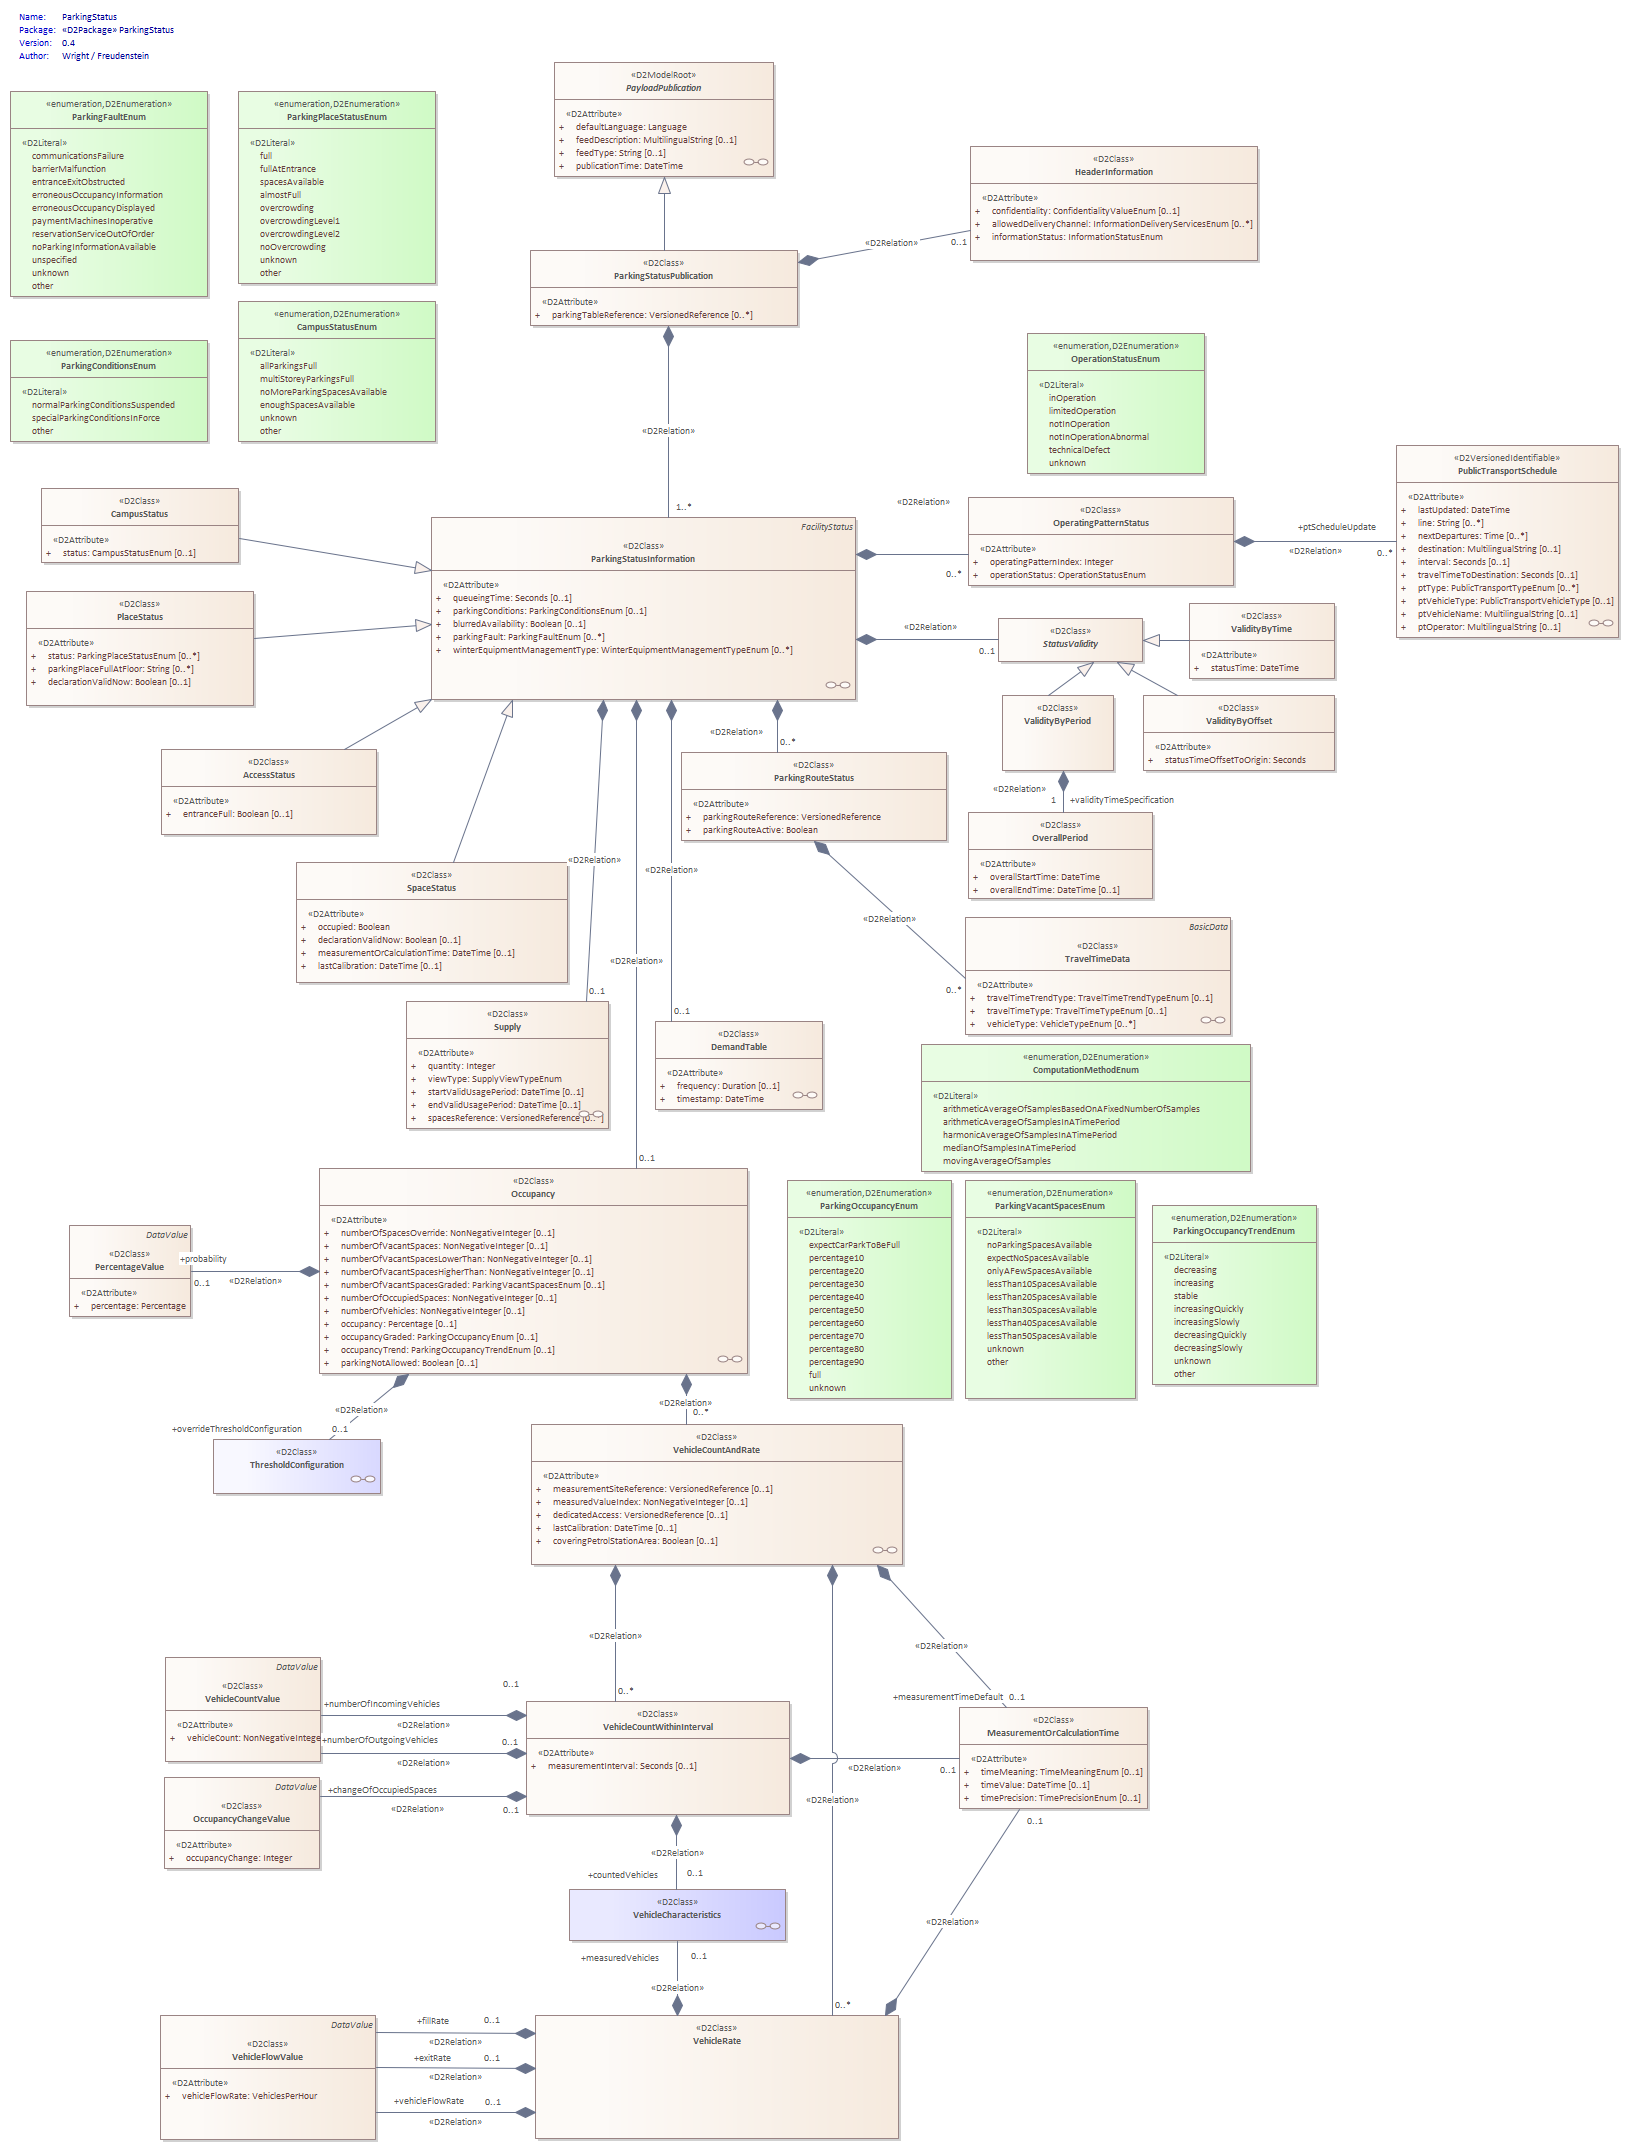 Name: ParkingStatus
Package: «D2Package» ParkingStatus
Version: 0.4
Author: Wright / Freudenstein
«D2ModelRoot»
PayloadPublication
«D2Attribute»
+ defaultLanguage: Language
+ feedDescription: MultilingualString [0..1]
+ feedType: String [0..1]
+ publicationTime: DateTime
«enumeration,D2Enumeration»
ParkingFaultEnum
«D2Literal»
communicationsFailure
barrierMalfunction
entranceExitObstructed
erroneousOccupancyInformation
erroneousOccupancyDisplayed
paymentMachinesInoperative
reservationServiceOutOfOrder
noParkingInformationAvailable
unspecified
unknown
other
«enumeration,D2Enumeration»
ParkingPlaceStatusEnum
«D2Literal»
full
fullAtEntrance
spacesAvailable
almostFull
overcrowding
overcrowdingLevel1
overcrowdingLevel2
noOvercrowding
unknown
other
«D2Class»
HeaderInformation
«D2Attribute»
+ confidentiality: ConfidentialityValueEnum [0..1]
+ allowedDeliveryChannel: InformationDeliveryServicesEnum [0..*]
+ informationStatus: InformationStatusEnum
«D2Relation»
0..1
«D2Class»
ParkingStatusPublication
«D2Attribute»
+ parkingTableReference: VersionedReference [0..*]
«enumeration,D2Enumeration»
CampusStatusEnum
«D2Literal»
allParkingsFull
multiStoreyParkingsFull
noMoreParkingSpacesAvailable
enoughSpacesAvailable
unknown
other
«enumeration,D2Enumeration»
ParkingConditionsEnum
«D2Literal»
normalParkingConditionsSuspended
specialParkingConditionsInForce
other
«enumeration,D2Enumeration»
OperationStatusEnum
«D2Literal»
inOperation
limitedOperation
notInOperation
notInOperationAbnormal
technicalDefect
unknown
«D2Relation»
1..*
«D2VersionedIdentifiable»
PublicTransportSchedule
«D2Attribute»
+ lastUpdated: DateTime
+ line: String [0..*]
+ nextDepartures: Time [0..*]
+ destination: MultilingualString [0..1]
+ interval: Seconds [0..1]
+ travelTimeToDestination: Seconds [0..1]
+ ptType: PublicTransportTypeEnum [0..*]
+ ptVehicleType: PublicTransportVehicleType [0..1]
+ ptVehicleName: MultilingualString [0..1]
+ ptOperator: MultilingualString [0..1]
«D2Class»
CampusStatus
«D2Attribute»
+ status: CampusStatusEnum [0..1]
FacilityStatus
«D2Class»
ParkingStatusInformation
«D2Attribute»
+ queueingTime: Seconds [0..1]
+ parkingConditions: ParkingConditionsEnum [0..1]
+ blurredAvailability: Boolean [0..1]
+ parkingFault: ParkingFaultEnum [0..*]
+ winterEquipmentManagementType: WinterEquipmentManagementTypeEnum [0..*]
«D2Relation»
0..*
«D2Class»
OperatingPatternStatus
«D2Attribute»
+ operatingPatternIndex: Integer
+ operationStatus: OperationStatusEnum
+ptScheduleUpdate
«D2Relation»
0..*
«D2Class»
PlaceStatus
«D2Attribute»
+ status: ParkingPlaceStatusEnum [0..*]
+ parkingPlaceFullAtFloor: String [0..*]
+ declarationValidNow: Boolean [0..1]
«D2Relation»
0..1
«D2Class»
StatusValidity
«D2Class»
ValidityByTime
«D2Attribute»
+ statusTime: DateTime
«D2Class»
ValidityByPeriod
«D2Class»
ValidityByOffset
«D2Attribute»
+ statusTimeOffsetToOrigin: Seconds
«D2Relation»
1 +validityTimeSpecification
«D2Class»
OverallPeriod
«D2Attribute»
+ overallStartTime: DateTime
+ overallEndTime: DateTime [0..1]
«D2Class»
AccessStatus
«D2Attribute»
+ entranceFull: Boolean [0..1]
«D2Relation»
0..*
«D2Class»
ParkingRouteStatus
«D2Attribute»
+ parkingRouteReference: VersionedReference
+ parkingRouteActive: Boolean
«D2Class»
SpaceStatus
«D2Attribute»
+ occupied: Boolean
+ declarationValidNow: Boolean [0..1]
+ measurementOrCalculationTime: DateTime [0..1]
+ lastCalibration: DateTime [0..1]
«D2Relation»
«D2Relation»
«D2Relation»
«D2Relation»
0..*
BasicData
«D2Class»
TravelTimeData
«D2Attribute»
+ travelTimeTrendType: TravelTimeTrendTypeEnum [0..1]
+ travelTimeType: TravelTimeTypeEnum [0..1]
+ vehicleType: VehicleTypeEnum [0..*]
0..1
«D2Class»
Supply
«D2Attribute»
+ quantity: Integer
+ viewType: SupplyViewTypeEnum
+ startValidUsagePeriod: DateTime [0..1]
+ endValidUsagePeriod: DateTime [0..1]
+ spacesReference: VersionedReference [0..*]
0..1
«D2Class»
DemandTable
«D2Attribute»
+ frequency: Duration [0..1]
+ timestamp: DateTime
«enumeration,D2Enumeration»
ComputationMethodEnum
«D2Literal»
arithmeticAverageOfSamplesBasedOnAFixedNumberOfSamples
arithmeticAverageOfSamplesInATimePeriod
harmonicAverageOfSamplesInATimePeriod
medianOfSamplesInATimePeriod
movingAverageOfSamples
0..1
«D2Class»
Occupancy
«D2Attribute»
+ numberOfSpacesOverride: NonNegativeInteger [0..1]
+ numberOfVacantSpaces: NonNegativeInteger [0..1]
+ numberOfVacantSpacesLowerThan: NonNegativeInteger [0..1]
+ numberOfVacantSpacesHigherThan: NonNegativeInteger [0..1]
+ numberOfVacantSpacesGraded: ParkingVacantSpacesEnum [0..1]
+ numberOfOccupiedSpaces: NonNegativeInteger [0..1]
+ numberOfVehicles: NonNegativeInteger [0..1]
+ occupancy: Percentage [0..1]
+ occupancyGraded: ParkingOccupancyEnum [0..1]
+ occupancyTrend: ParkingOccupancyTrendEnum [0..1]
+ parkingNotAllowed: Boolean [0..1]
DataValue
«D2Class»
PercentageValue
«D2Attribute»
+ percentage: Percentage
+probability
0..1
«D2Relation»
«enumeration,D2Enumeration»
ParkingOccupancyEnum
«D2Literal»
expectCarParkToBeFull
percentage10
percentage20
percentage30
percentage40
percentage50
percentage60
percentage70
percentage80
percentage90
full
unknown
«enumeration,D2Enumeration»
ParkingVacantSpacesEnum
«D2Literal»
noParkingSpacesAvailable
expectNoSpacesAvailable
onlyAFewSpacesAvailable
lessThan10SpacesAvailable
lessThan20SpacesAvailable
lessThan30SpacesAvailable
lessThan40SpacesAvailable
lessThan50SpacesAvailable
unknown
other
«enumeration,D2Enumeration»
ParkingOccupancyTrendEnum
«D2Literal»
decreasing
increasing
stable
increasingQuickly
increasingSlowly
decreasingQuickly
decreasingSlowly
unknown
other
«D2Relation»
+overrideThresholdConfiguration 0..1
«D2Class»
ThresholdConfiguration
«D2Relation»
0..*
«D2Class»
VehicleCountAndRate
«D2Attribute»
+ measurementSiteReference: VersionedReference [0..1]
+ measuredValueIndex: NonNegativeInteger [0..1]
+ dedicatedAccess: VersionedReference [0..1]
+ lastCalibration: DateTime [0..1]
+ coveringPetrolStationArea: Boolean [0..1]
«D2Relation»
0..*
«D2Relation»
+measurementTimeDefault 0..1
DataValue
«D2Class»
VehicleCountValue
«D2Attribute»
+ vehicleCount: NonNegativeIntege
0..1
+numberOfIncomingVehicles
«D2Relation»
+numberOfOutgoingVehicles
0..1
«D2Relation»
«D2Class»
VehicleCountWithinInterval
«D2Attribute»
+ measurementInterval: Seconds [0..1]
«D2Relation»
0..1
«D2Class»
MeasurementOrCalculationTime
«D2Attribute»
+ timeMeaning: TimeMeaningEnum [0..1]
+ timeValue: DateTime [0..1]
+ timePrecision: TimePrecisionEnum [0..1]
DataValue
«D2Class»
OccupancyChangeValue
«D2Attribute»
+ occupancyChange: Integer
+changeOfOccupiedSpaces
«D2Relation»
0..1
«D2Relation»
0..1
«D2Relation»
+countedVehicles 0..1
«D2Class»
VehicleCharacteristics
+measuredVehicles 0..1
«D2Relation»
«D2Relation»
0..*
DataValue
«D2Class»
VehicleFlowValue
«D2Attribute»
+ vehicleFlowRate: VehiclesPerHour
+fillRate 0..1
«D2Relation»
+exitRate 0..1
«D2Relation»
+vehicleFlowRate 0..1
«D2Relation»
«D2Class»
VehicleRate